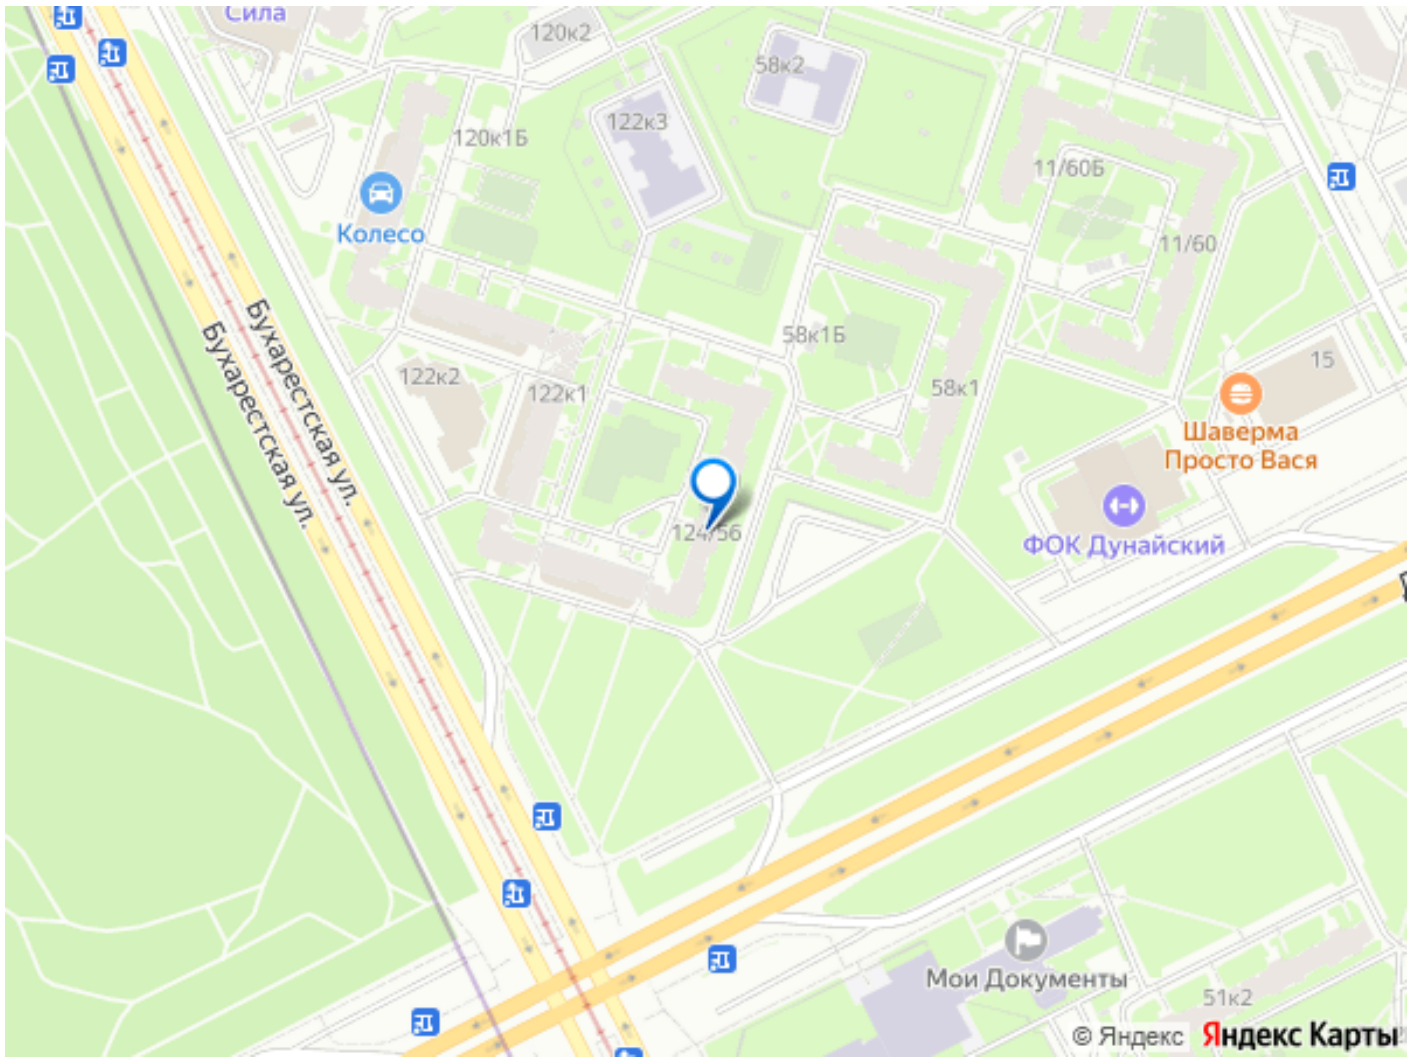 Сила
120к2
58к2
122к3
120к1Б
11/60Б
Колесо
11/60
Бухарестская ул.
Бухарестская ул.
58к1Б
15
122к2
122к1
58к1
Шаверма
Просто Вася
124/56
ФОК Дунайский
Мои Документы
51к2
© Яндекс Яндекс Карты